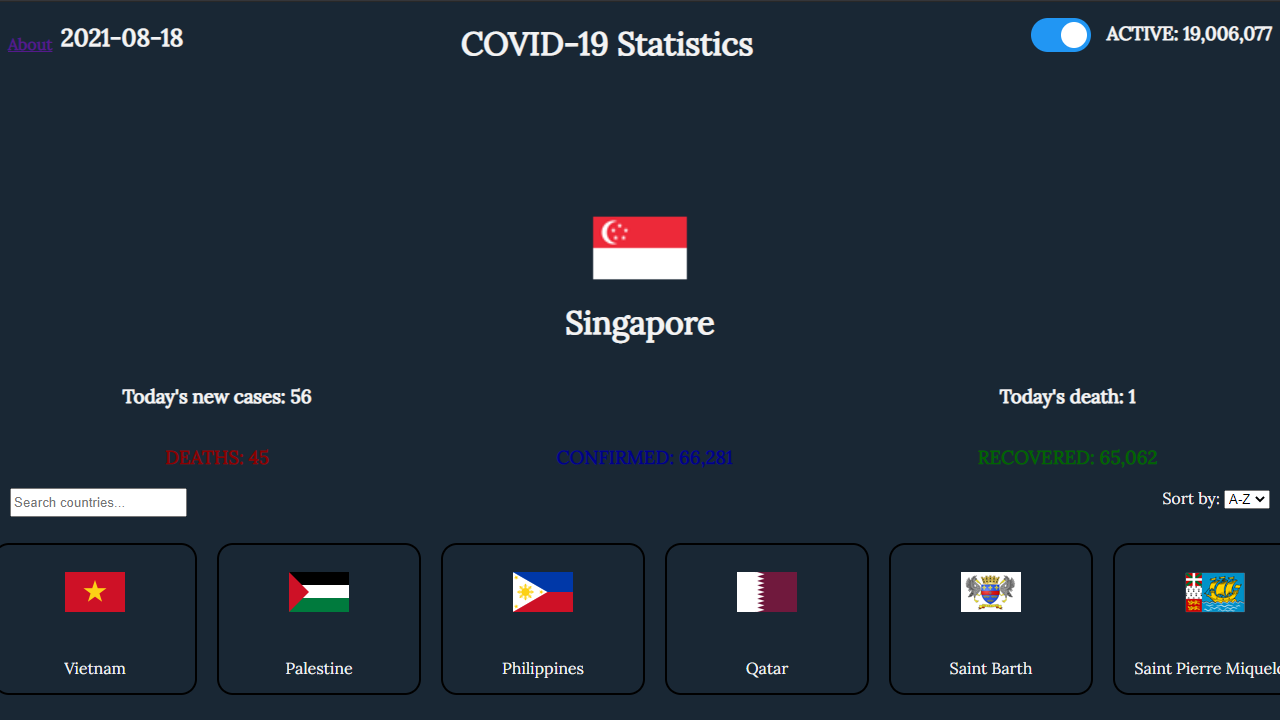 About
2021-08-18
COVID-19 Statistics
ACTIVE: 19,006,077
Singapore
Today's new cases: 56
Today's death: 1
DEATHS: 45
CONFIRMED: 66,281
RECOVERED: 65,062
Search countries...
Sort by: A-Z
Vietnam
Palestine
Philippines
Qatar
Saint Barth
Saint Pierre Miquelo